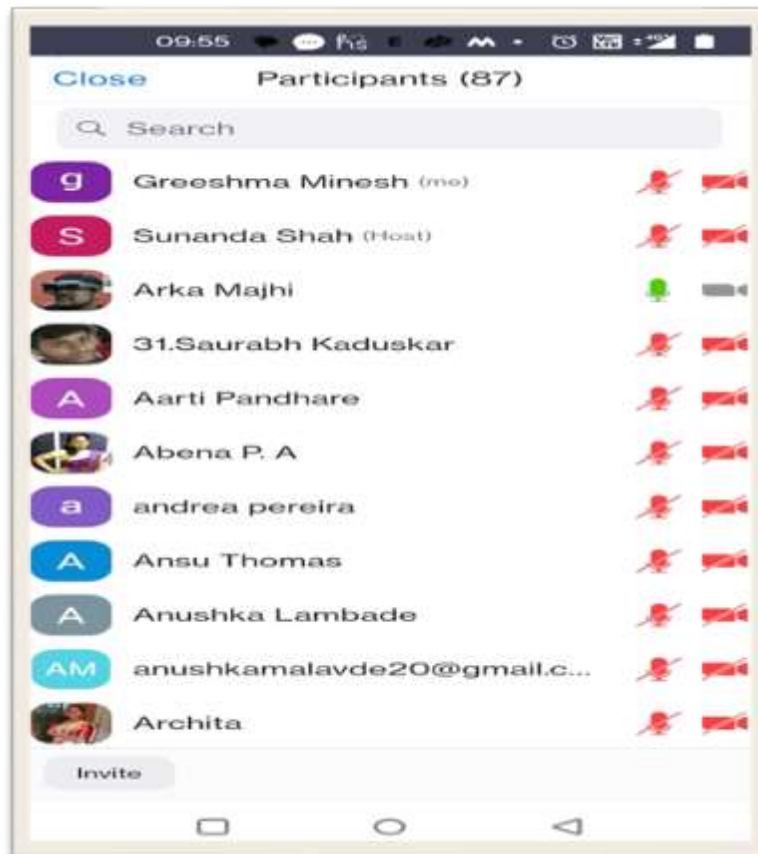 09:55
Close Participants (87)
Search
g Greeshma Minesh (me)
S Sunanda Shah (Host)
Arka Majhi
31.Saurabh Kaduskar
A Aarti Pandhare
Abena P. A
a andrea pereira
A Ansu Thomas
A Anushka Lambade
AM anushkamalavde20@gmail.c...
Archita
Invite